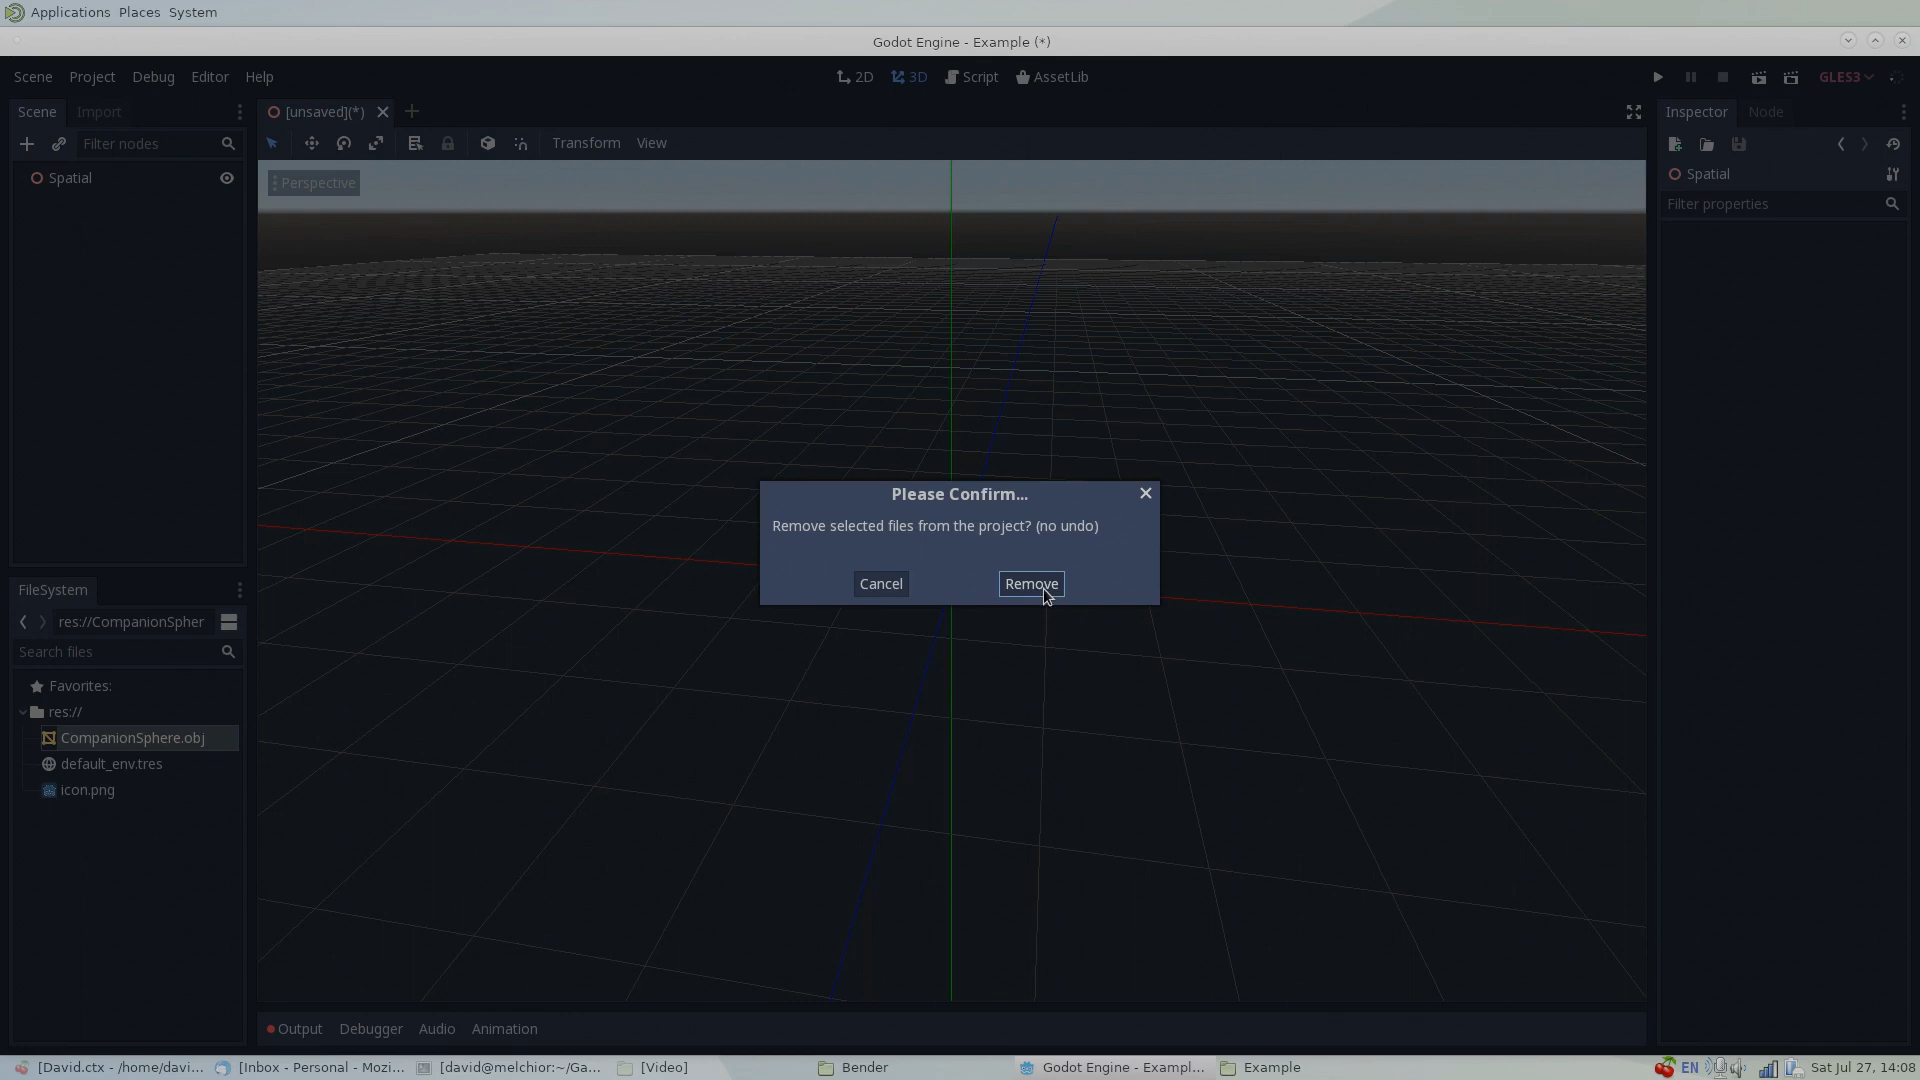 Applications Places System
Godot Engine - Example (*)
Scene Project Debug Editor Help
2D 3D Script AssetLib
GLES3
Scene Import
[unsaved](*)
Inspector Node
Filter nodes
Transform View
Spatial
Perspective
Spatial
Filter properties
Please Confirm...
Remove selected files from the project? (no undo)
Cancel Remove
FileSystem
res://CompanionSpher
Search files
Favorites:
res://
CompanionSphere.obj
default_env.tres
icon.png
Output Debugger Audio Animation
[David.ctx - /home/davi... [Inbox - Personal - Mozi... [david@melchior:~/Ga... [Video] Bender Godot Engine - Exampl... Example EN Sat Jul 27, 14:08